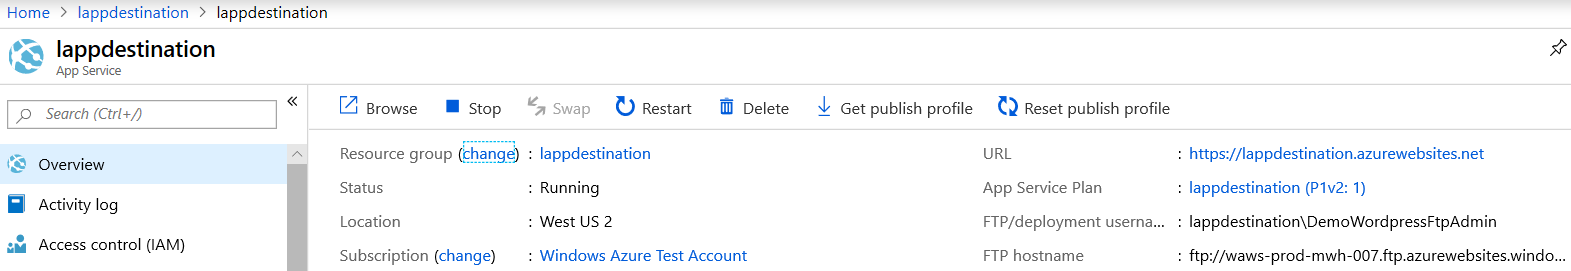 Home > lappdestination > lappdestination
lappdestination
App Service
Search (Ctrl+/)
«
Overview
Activity log
Access control (IAM)
Browse Stop Swap Restart Delete Get publish profile Reset publish profile
Resource group (change) : lappdestination
Status : Running
Location : West US 2
Subscription (change) : Windows Azure Test Account
URL : https://lappdestination.azurewebsites.net
App Service Plan : lappdestination (P1v2: 1)
FTP/deployment userna... : lappdestination\DemoWordpressFtpAdmin
FTP hostname : ftp://waws-prod-mwh-007.ftp.azurewebsites.windo...